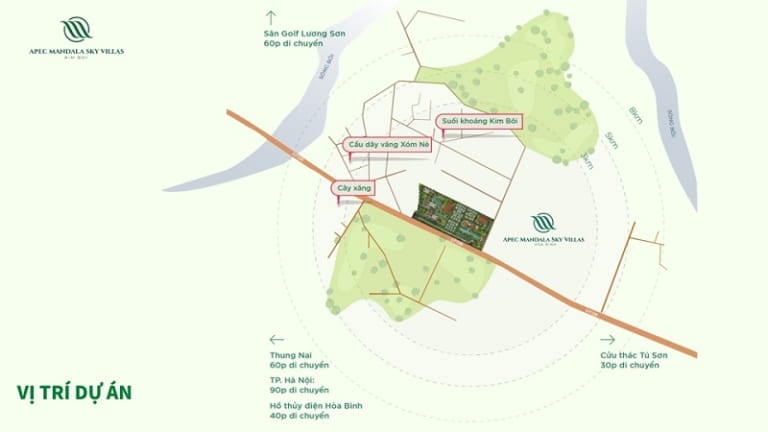 APEC MANDALA SKY VILLAS
KIM BÔI
Sân Golf Lương Sơn
60p di chuyển
SÔNG BÔI
SÔNG BÔI
Suối khoáng Kim Bôi
Cầu dây văng Xóm Nè
Cây xăng
8km
5km
3km
APEC MANDALA SKY VILLAS
HÒA BÌNH
Thung Nai
60p di chuyển
TP. Hà Nội:
90p di chuyển
Hồ thủy điện Hòa Bình
40p di chuyển
Cửu thác Tú Sơn
30p di chuyển
VỊ TRÍ DỰ ÁN